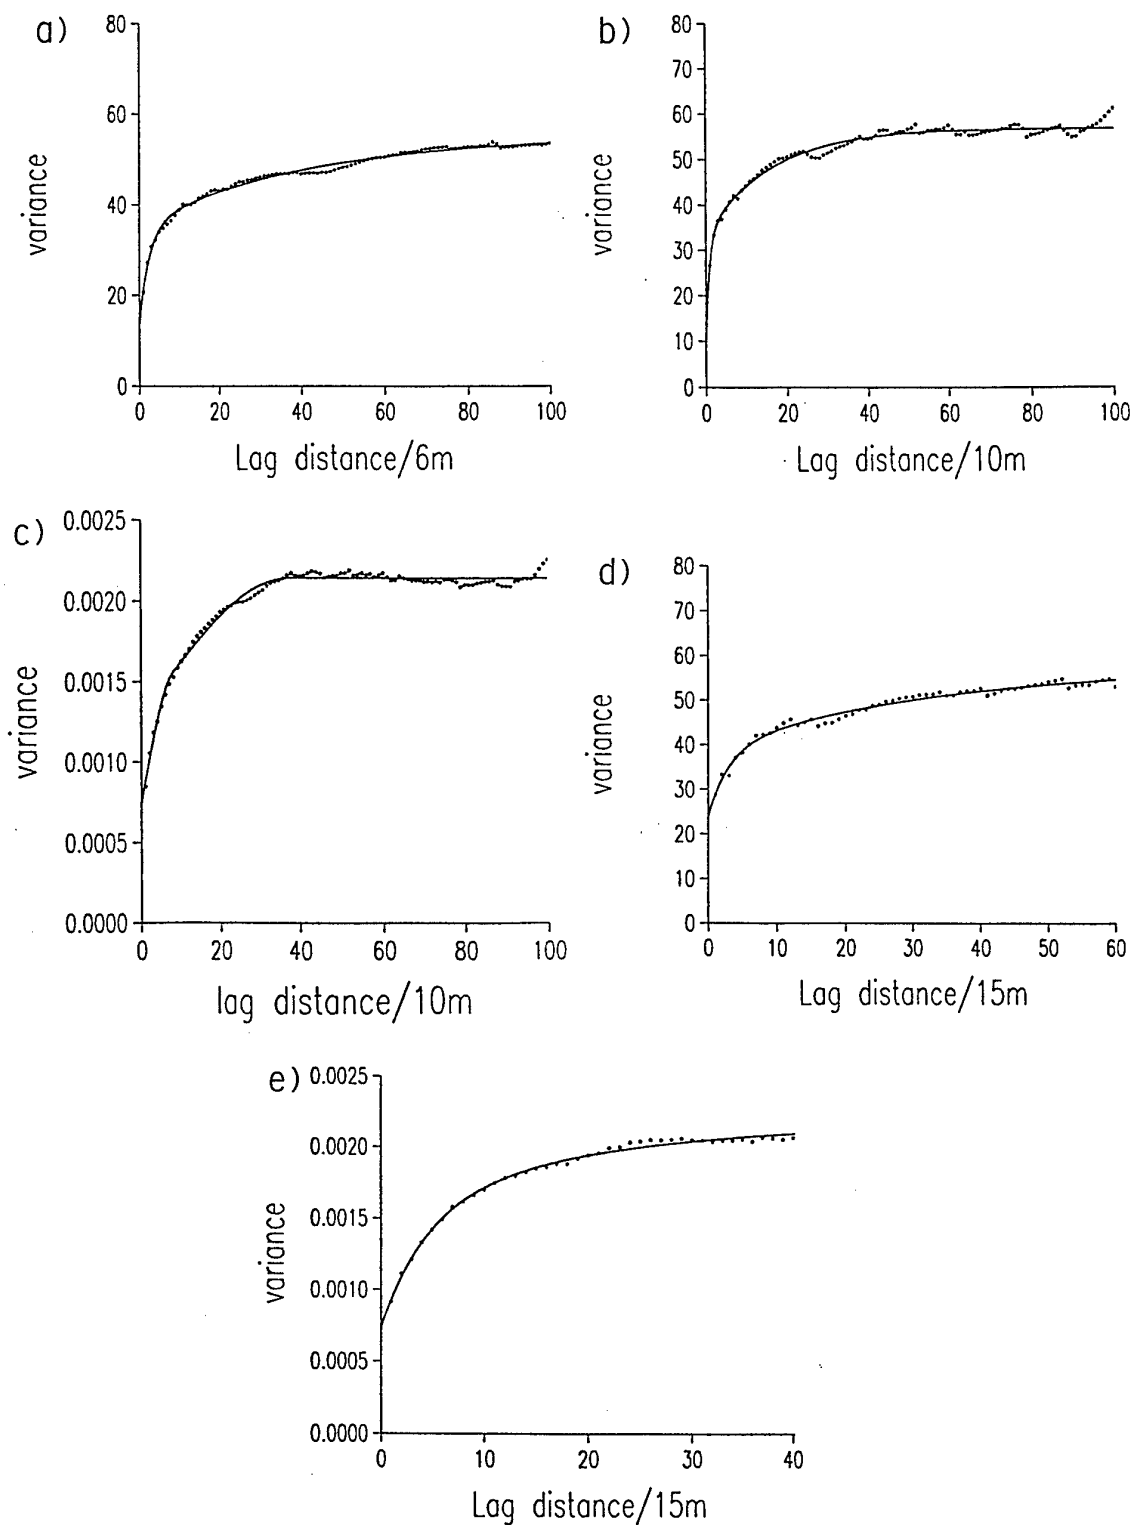 a)
80
60
40
20
0
variance
0 20 40 60 80 100
Lag distance/6m
b)
80
70
60
50
40
30
20
10
0
variance
0 20 40 60 80 100
Lag distance/10m
c)
0.0025
0.0020
0.0015
0.0010
0.0005
0.0000
variance
0 20 40 60 80 100
lag distance/10m
d)
80
70
60
50
40
30
20
10
0
variance
0 10 20 30 40 50 60
Lag distance/15m
e)
0.0025
0.0020
0.0015
0.0010
0.0005
0.0000
variance
0 10 20 30 40
Lag distance/15m